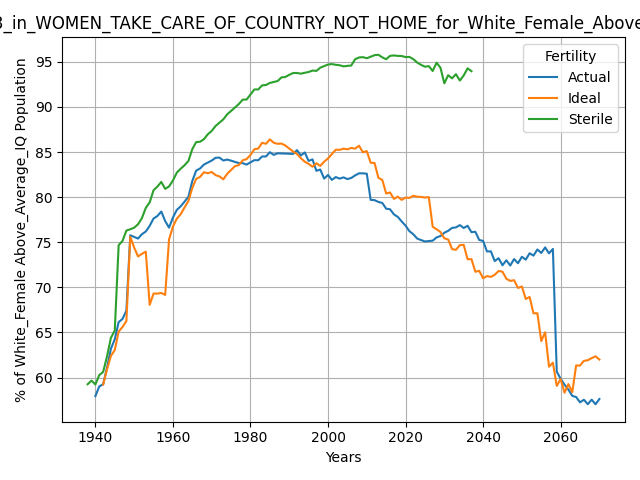 _in_WOMEN_TAKE_CARE_OF_COUNTRY_NOT_HOME_for_White_Female_Above
% of White_Female Above_Average_IQ Population
95
90
85
80
75
70
65
60
Fertility
Actual
Ideal
Sterile
1940
1960
1980
2000
2020
2040
2060
Years